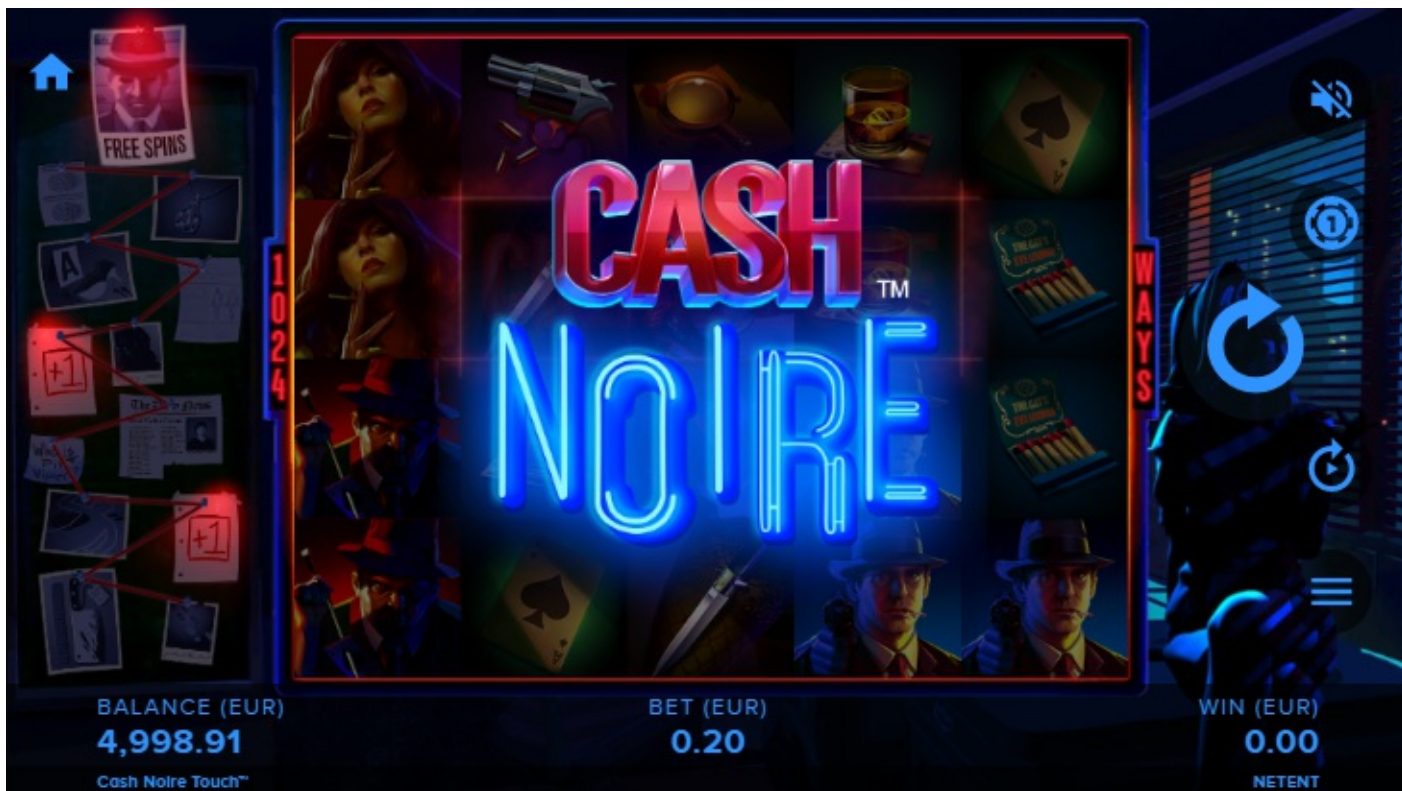 FREE SPINS
A
+1
+1
1024
CASH
™
NOIRE
WAYS
1
BALANCE (EUR)
4,998.91
BET (EUR)
0.20
WIN (EUR)
0.00
Cash Noire Touch™
NETENT